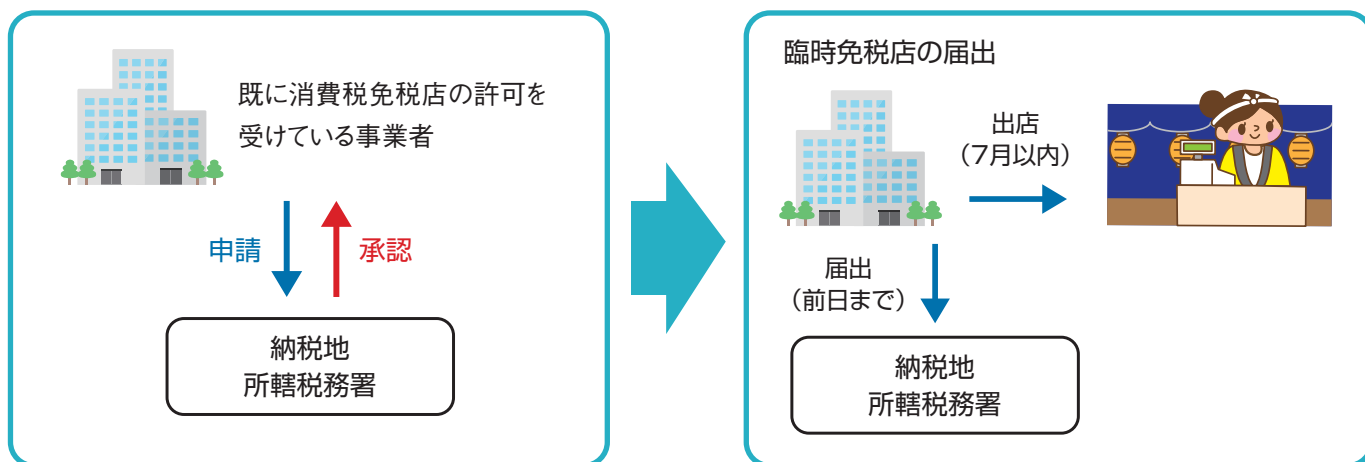 既に消費税免税店の許可を
受けている事業者
申請
承認
納税地
所轄税務署
臨時免税店の届出
出店
（7月以内）
届出
（前日まで）
納税地
所轄税務署